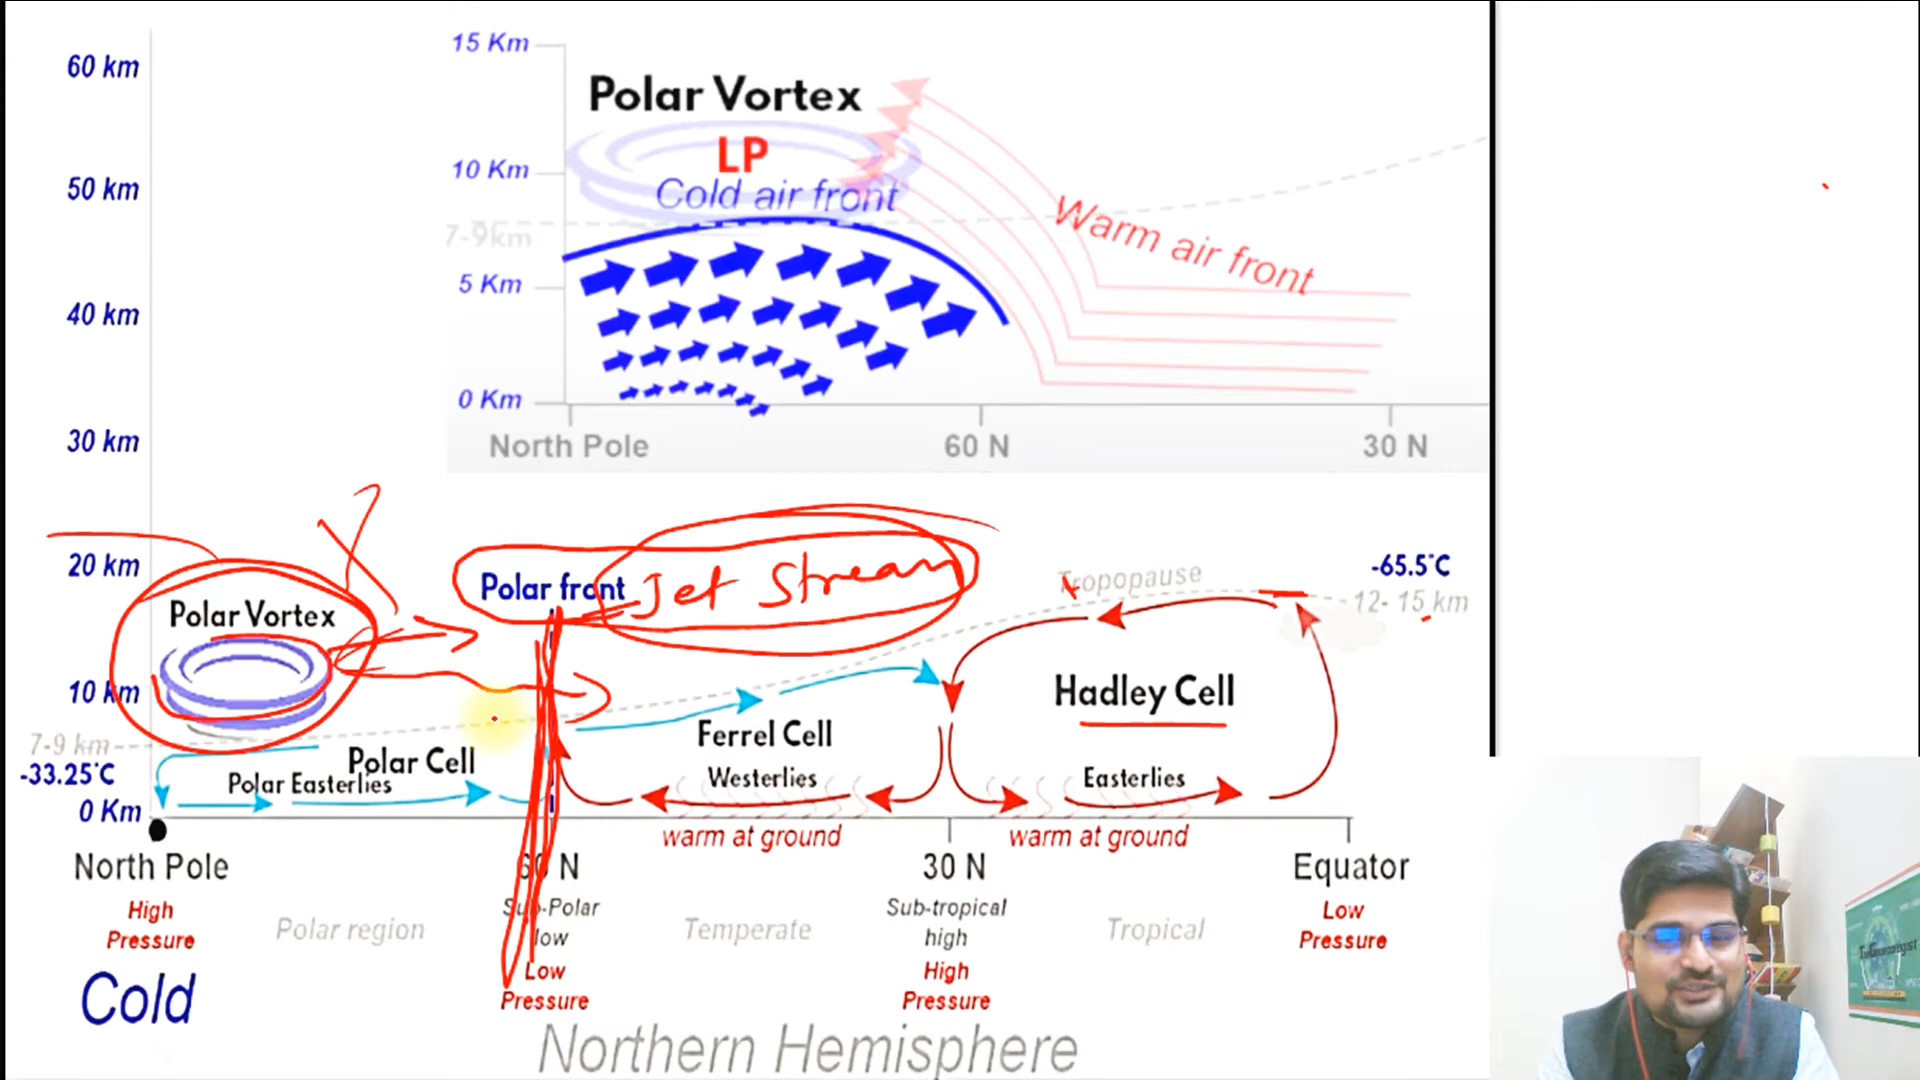 60 km
50 km
40 km
30 km
20 km
10 km
7-9 km
-33.25°C
0 Km
15 Km
10 Km
7-9km
5 Km
0 Km
Polar Vortex
LP
Cold air front
Warm air front
North Pole
60 N
30 N
Polar Vortex
Polar front
Jet Stream
Tropopause
-65.5°C
12- 15 km
Hadley Cell
Ferrel Cell
Polar Cell
Polar Easterlies
Westerlies
Easterlies
warm at ground
warm at ground
North Pole
60 N
30 N
Equator
High
Pressure
Polar region
Sub-Polar
low
Low
Pressure
Temperate
Sub-tropical
high
High
Pressure
Tropical
Low
Pressure
Cold
Northern Hemisphere